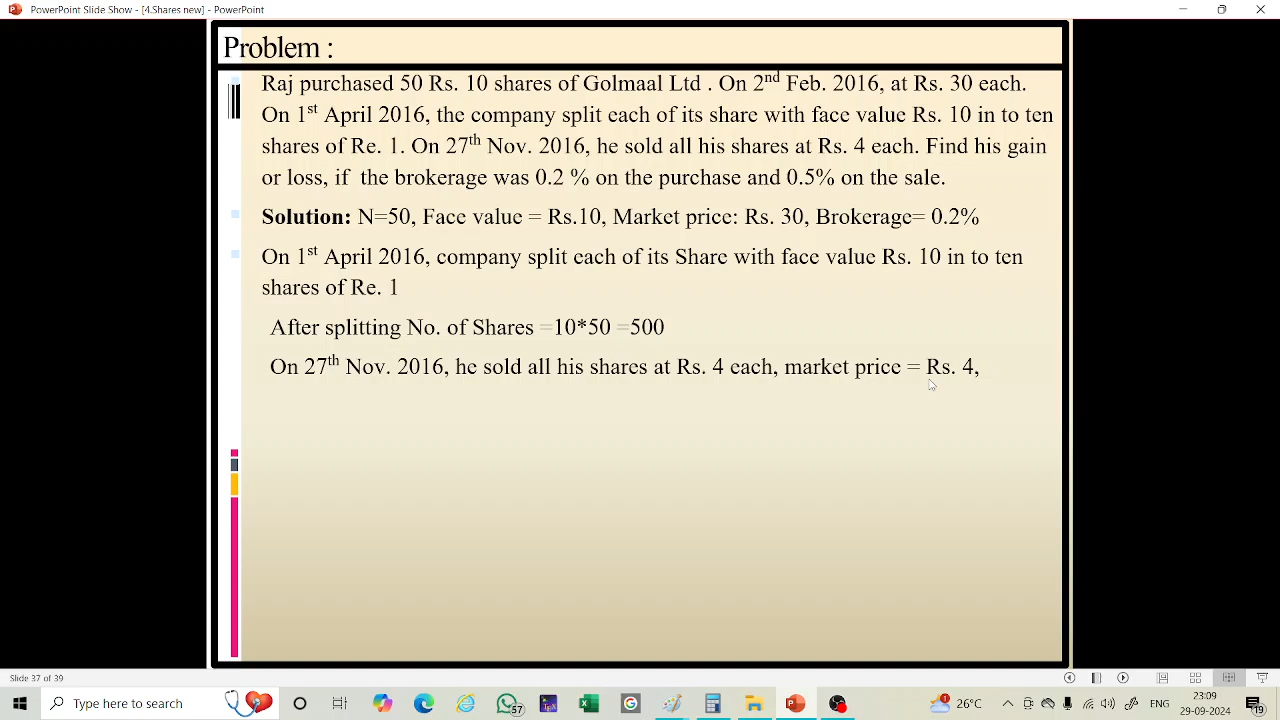 PowerPoint Slide Show - [4.Shares new] - PowerPoint
Problem :
Raj purchased 50 Rs. 10 shares of Golmaal Ltd . On 2nd Feb. 2016, at Rs. 30 each.
On 1st April 2016, the company split each of its share with face value Rs. 10 in to ten
shares of Re. 1. On 27th Nov. 2016, he sold all his shares at Rs. 4 each. Find his gain
or loss, if the brokerage was 0.2 % on the purchase and 0.5% on the sale.
Solution: N=50, Face value = Rs.10, Market price: Rs. 30, Brokerage= 0.2%
On 1st April 2016, company split each of its Share with face value Rs. 10 in to ten
shares of Re. 1
After splitting No. of Shares =10*50 =500
On 27th Nov. 2016, he sold all his shares at Rs. 4 each, market price = Rs. 4,
Slide 37 of 39
Type here to search
57
26°C
ENG
23:09
29-09-2024
19